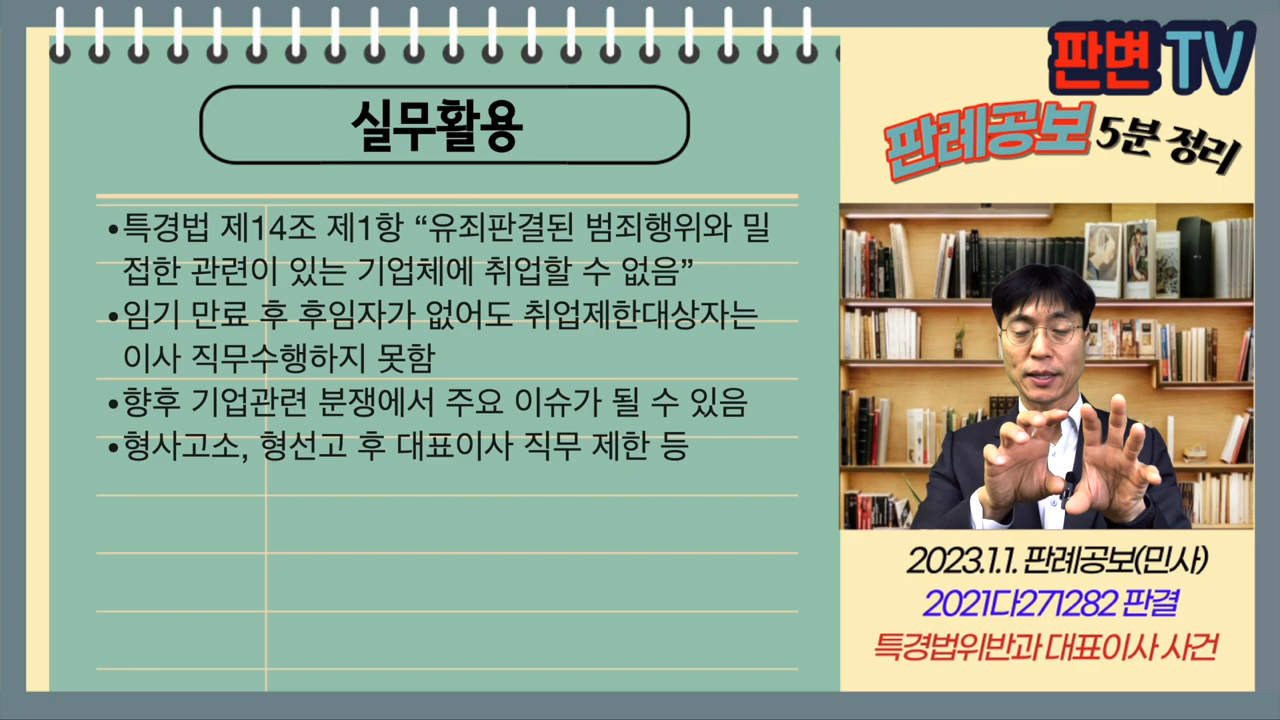 실무활용
•특경법 제14조 제1항 “유죄판결된 범죄행위와 밀
접한 관련이 있는 기업체에 취업할 수 없음”
•임기 만료 후 후임자가 없어도 취업제한대상자는
이사 직무수행하지 못함
•향후 기업관련 분쟁에서 주요 이슈가 될 수 있음
•형사고소, 형선고 후 대표이사 직무 제한 등
판변 TV
판례공보 5분 정리
2023.1.1. 판례공보(민사)
2021다271282 판결
특경법위반과 대표이사 사건